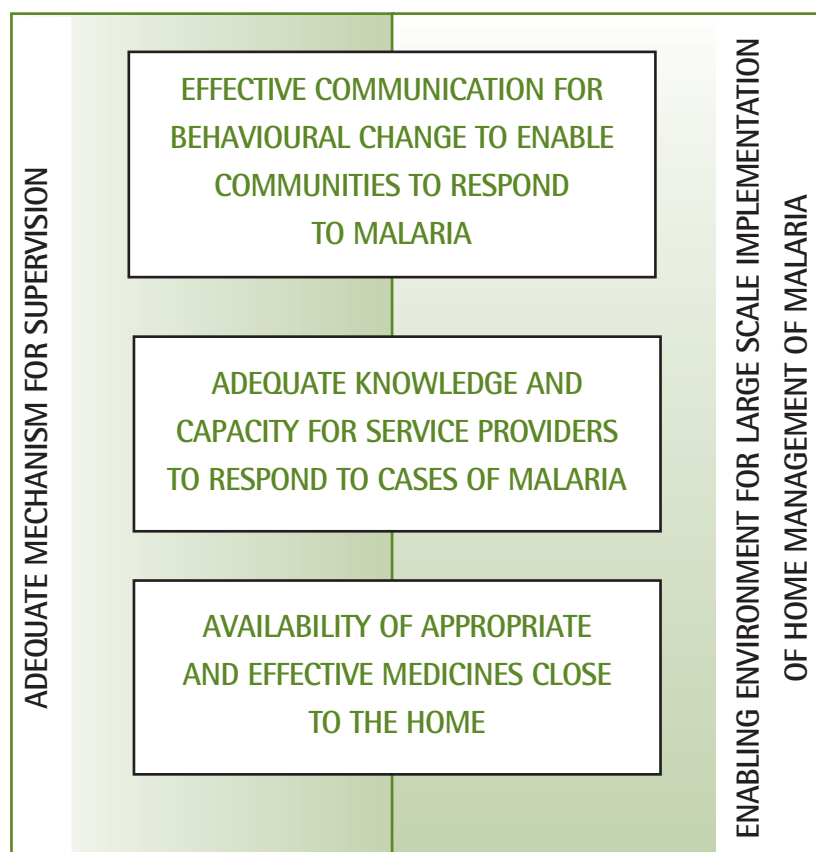 ADEQUATE MECHANISM FOR SUPERVISION
EFFECTIVE COMMUNICATION FOR
BEHAVIOURAL CHANGE TO ENABLE
COMMUNITIES TO RESPOND
TO MALARIA
ADEQUATE KNOWLEDGE AND
CAPACITY FOR SERVICE PROVIDERS
TO RESPOND TO CASES OF MALARIA
AVAILABILITY OF APPROPRIATE
AND EFFECTIVE MEDICINES CLOSE
TO THE HOME
ENABLING ENVIRONMENT FOR LARGE SCALE IMPLEMENTATION
OF HOME MANAGEMENT OF MALARIA